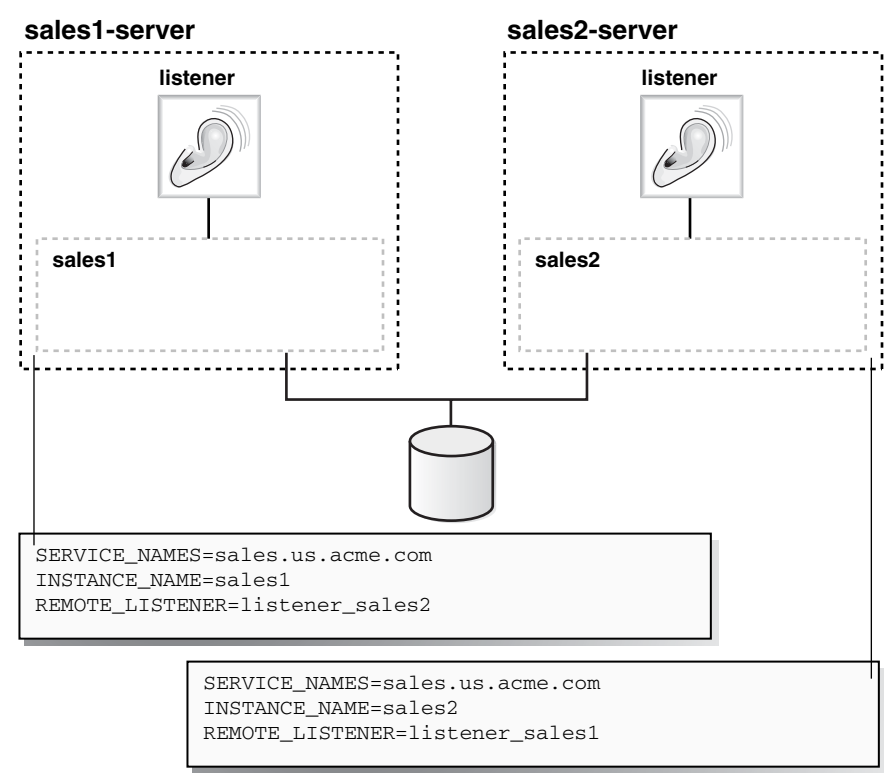 sales1-server
sales2-server
listener
listener
sales1
sales2
SERVICE_NAMES=sales.us.acme.com
INSTANCE_NAME=sales1
REMOTE_LISTENER=listener_sales2
SERVICE_NAMES=sales.us.acme.com
INSTANCE_NAME=sales2
REMOTE_LISTENER=listener_sales1